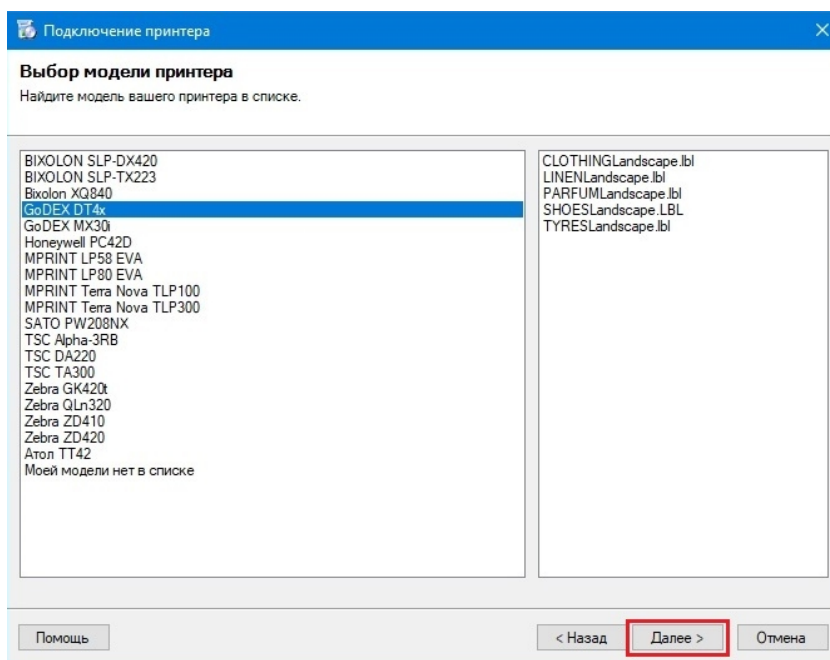 Подключение принтера
Выбор модели принтера
Найдите модель вашего принтера в списке.
BIXOLON SLP-DX420
BIXOLON SLP-TX223
Bixolon XQ840
GoDEX DT4x
GoDEX MX30i
Honeywell PC42D
MPRINT LP58 EVA
MPRINT LP80 EVA
MPRINT Terra Nova TLP100
MPRINT Terra Nova TLP300
SATO PW208NX
TSC Alpha-3RB
TSC DA220
TSC TA300
Zebra GK420t
Zebra QLn320
Zebra ZD410
Zebra ZD420
Атол ТТ42
Моей модели нет в списке
CLOTHINGLandscape.lbl
LINENLandscape.lbl
PARFUMLandscape.lbl
SHOESLandscape.LBL
TYRESLandscape.lbl
Помощь
< Назад
Далее >
Отмена